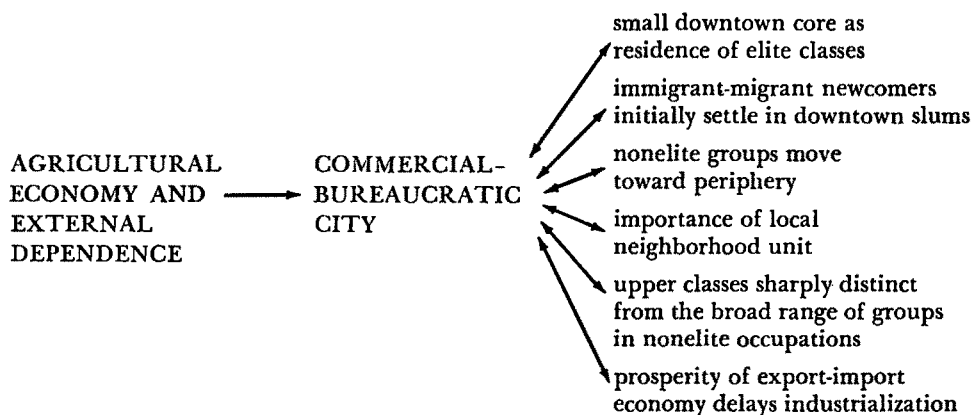 small downtown core as
residence of elite classes
immigrant-migrant newcomers
initially settle in downtown slums
nonelite groups move
toward periphery
AGRICULTURAL
ECONOMY AND
EXTERNAL
DEPENDENCE
COMMERCIAL-
BUREAUCRATIC
CITY
importance of local
neighborhood unit
upper classes sharply distinct
from the broad range of groups
in nonelite occupations
prosperity of export-import
economy delays industrialization